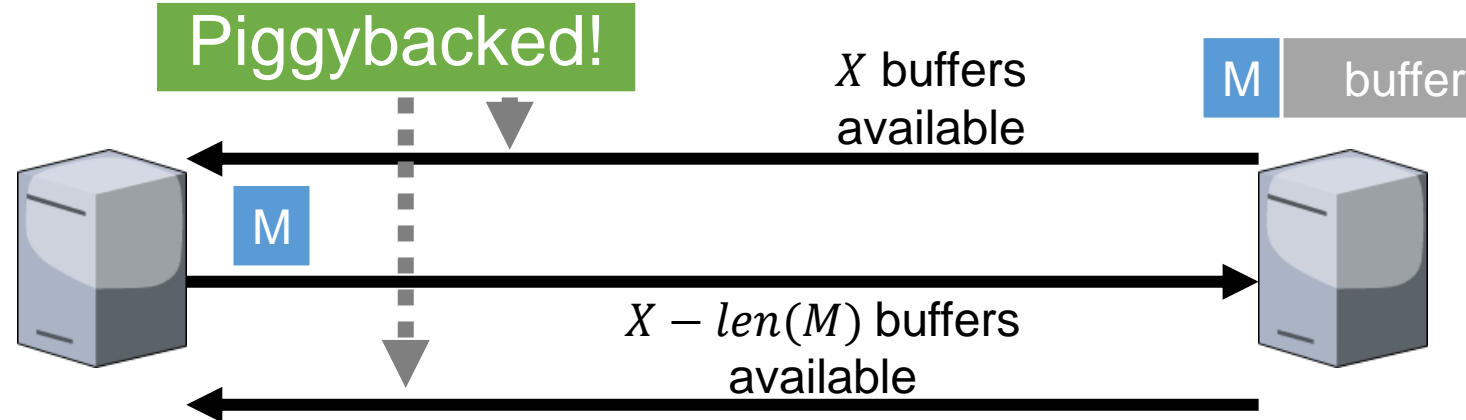 Piggybacked!
X buffers
available
M buffer
M
X − len(M) buffers
available